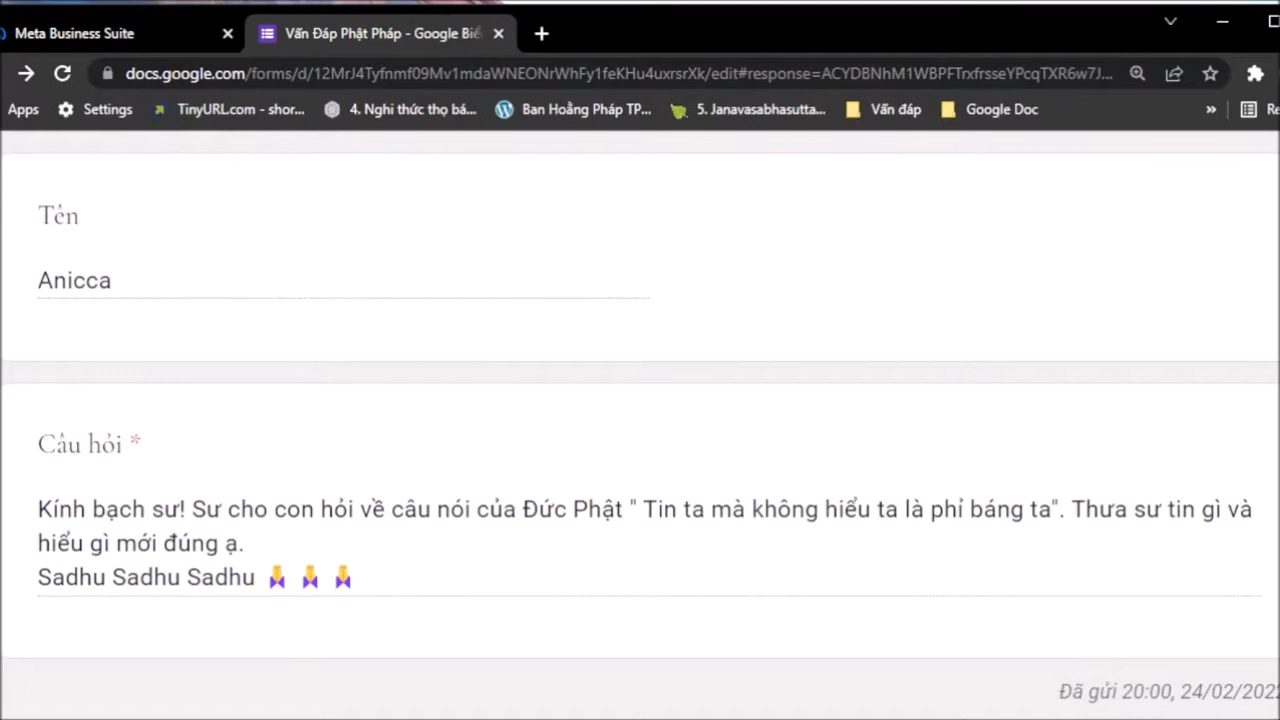 Meta Business Suite
Vấn Đáp Phật Pháp - Google Biể
docs.google.com/forms/d/12MrJ4Tyfnmf09Mv1mdaWNEONrWhFy1feKHu4uxrsrXk/edit#response=ACYDBNhM1WBPFTrxfrsseYPcqTXR6w7J...
Apps Settings TinyURL.com - shor... 4. Nghi thức thọ bá... Ban Hoằng Pháp TP... 5. Janavasabhasutta... Vấn đáp Google Doc » Re
Tên
Anicca
Câu hỏi *
Kính bạch sư! Sư cho con hỏi về câu nói của Đức Phật " Tin ta mà không hiểu ta là phỉ báng ta". Thưa sư tin gì và
hiểu gì mới đúng ạ.
Sadhu Sadhu Sadhu
Đã gửi 20:00, 24/02/2022